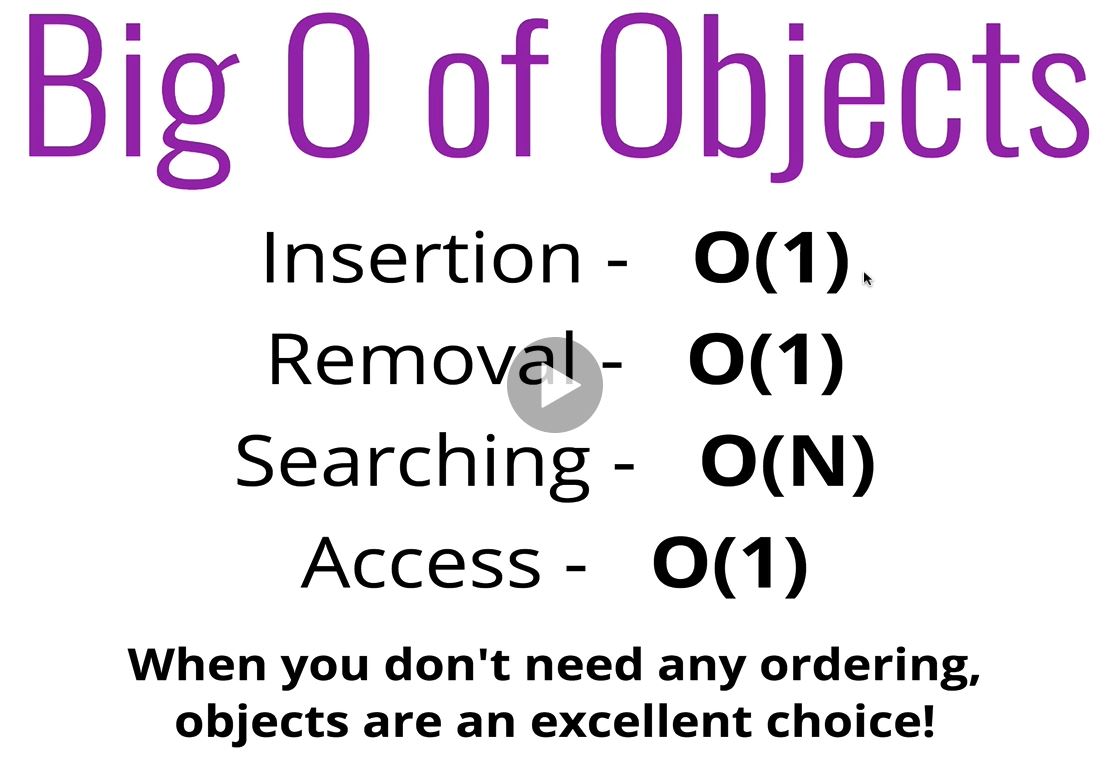 Big O of Objects
Insertion - O(1)
Removal - O(1)
Searching - O(N)
Access - O(1)
When you don't need any ordering,
objects are an excellent choice!